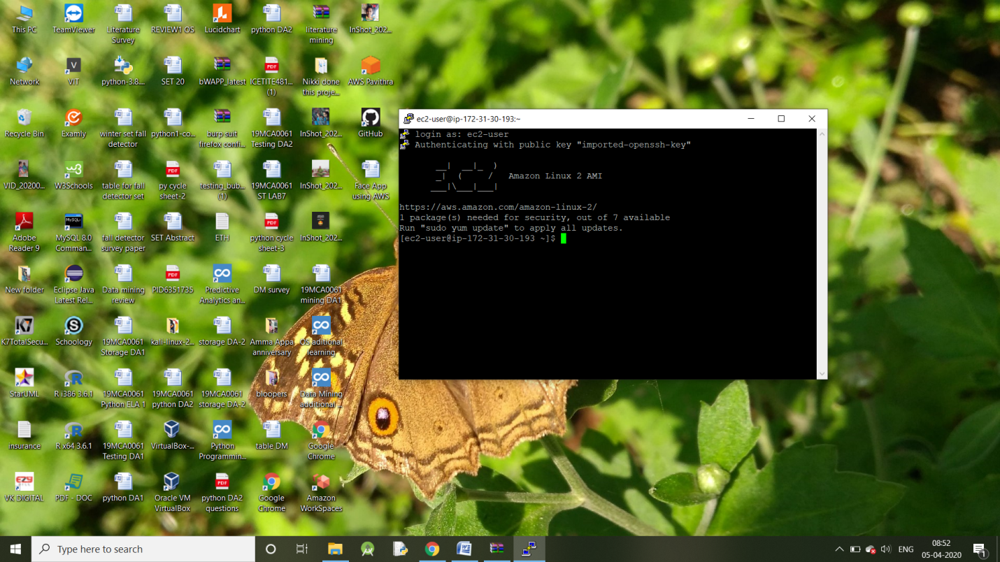 This PC
TeamViewer
Literature
Survey
REVIEW1 OS
Lucidchart
python DA2
literature
mining
InShot_202...
Network
VIT
python-3.8....
SET 20
bWAPP_latest
ICETITE481...
(1)
Nikki done
this proje...
AWS Pavithra
Recycle Bin
Examly
winter set fall
detector
python1-co...
burp suit
firefox confi...
19MCA0061
Testing DA2
InShot_202...
GitHub
VID_20200...
W3Schools
table for fall
detector set
py cycle
sheet-2
testing_bub...
(1)
19MCA0061
ST LAB7
InShot_202...
Face App
using AWS
Adobe
Reader 9
MySQL 8.0
Comman...
fall detector
survey paper
SET Abstract
ETH
python cycle
sheet-3
InShot_202...
New folder
Eclipse Java
Latest Rel...
Data mining
review
PID6351735
Predictive
Analytics an...
DM survey
19MCA0061
mining DA1
K7TotalSecu...
Schoology
19MCA0061
Storage DA1
kali-linux-2...
storage DA-2
Amma Appa
anniversary
OS aditional
learning
StarUML
R i386 3.6.1
19MCA0061
Python ELA 1
19MCA0061
python DA2
19MCA0061
storage DA-2
bloopers
Data Mining
additional ...
insurance
R x64 3.6.1
19MCA0061
Testing DA1
VirtualBox-...
Python
Programmin...
table DM
Google
Chrome
VK DIGITAL
PDF - DOC
python DA1
Oracle VM
VirtualBox
python DA2
questions
Google
Chrome
Amazon
WorkSpaces
ec2-user@ip-172-31-30-193:~
login as: ec2-user
Authenticating with public key "imported-openssh-key"
__|  __|_  )
_|  (     /   Amazon Linux 2 AMI
___|\___|___|
https://aws.amazon.com/amazon-linux-2/
1 package(s) needed for security, out of 7 available
Run "sudo yum update" to apply all updates.
[ec2-user@ip-172-31-30-193 ~]$
Type here to search
ENG
08:52
05-04-2020
1